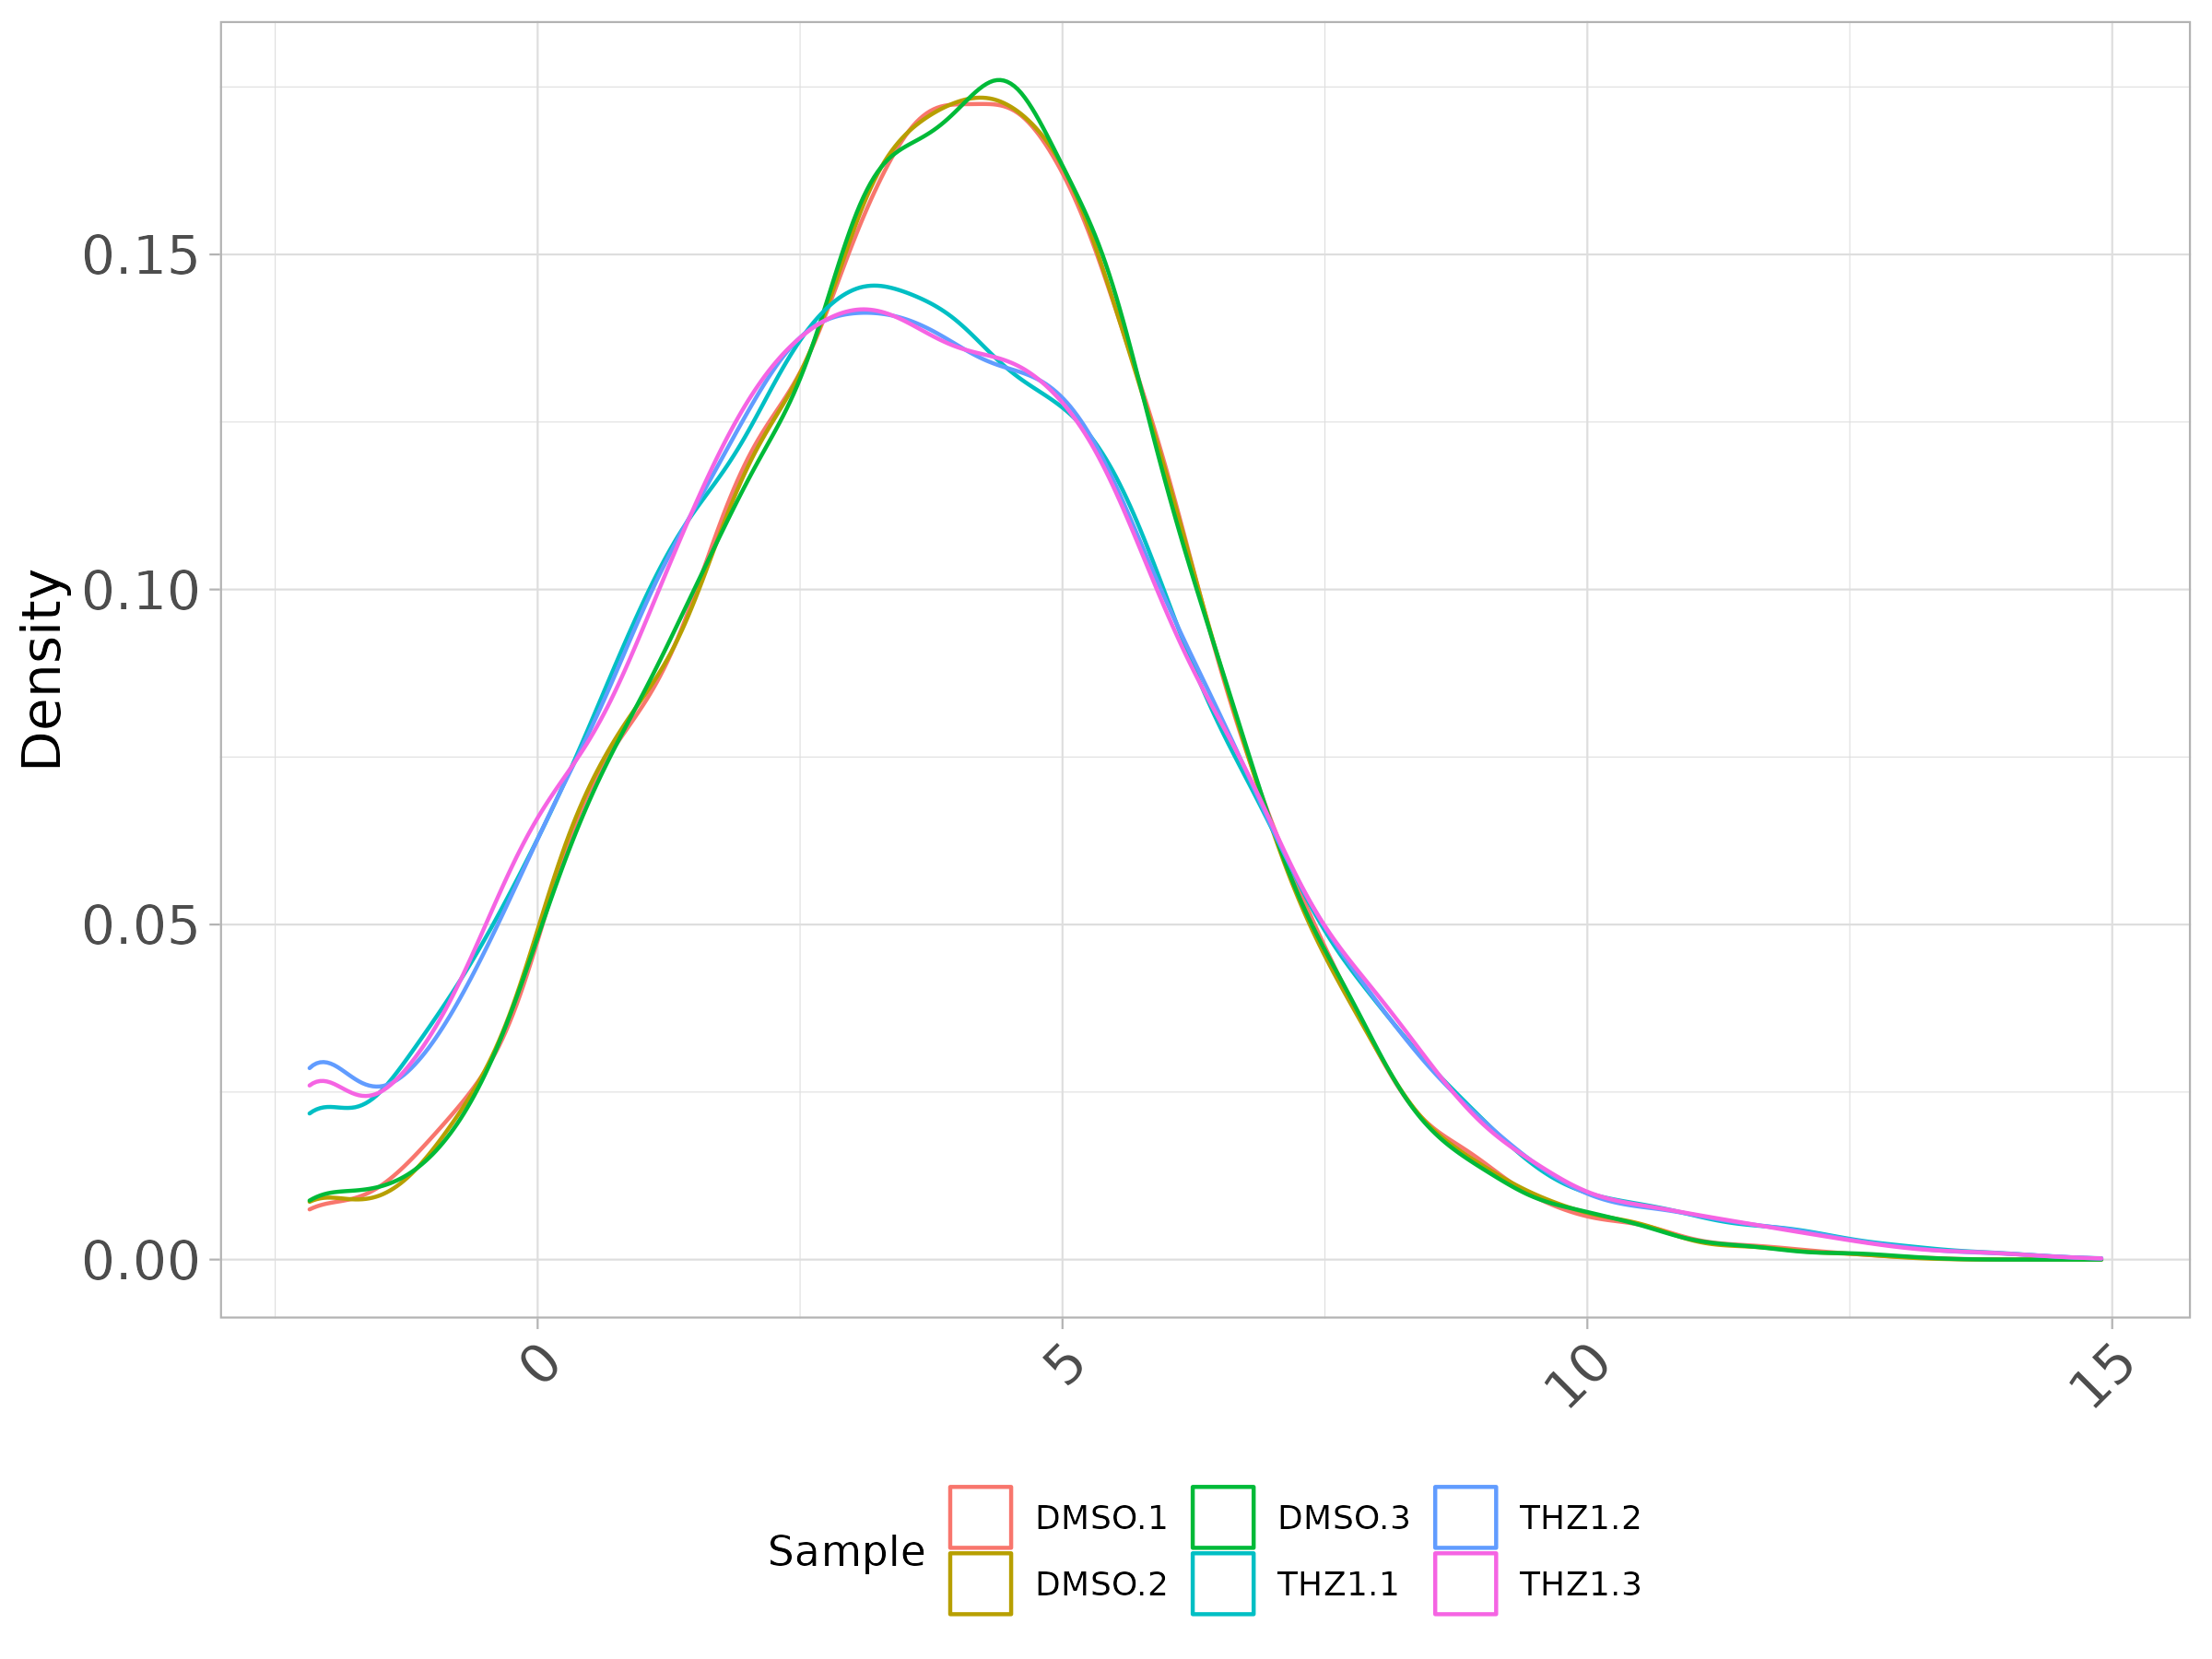 Density
0.15
0.10
0.05
0.00
0 5 10 15
Sample
DMSO.1 DMSO.3 THZ1.2
DMSO.2 THZ1.1 THZ1.3